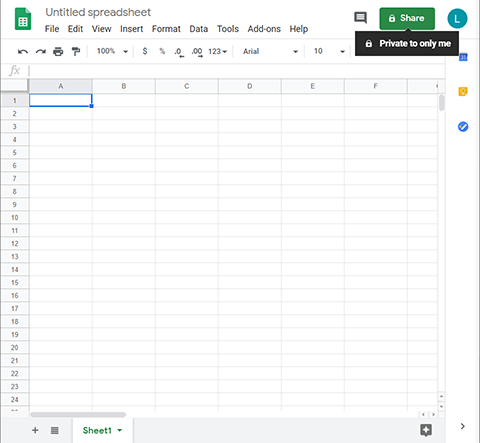 Untitled spreadsheet
File Edit View Insert Format Data Tools Add-ons Help
Share
L
Private to only me
100% $ % .0 .00 123 Arial 10
31
fx
A B C D E F
1
2
3
4
5
6
7
8
9
10
11
12
13
14
15
16
17
18
19
20
21
22
23
24
+ Sheet1